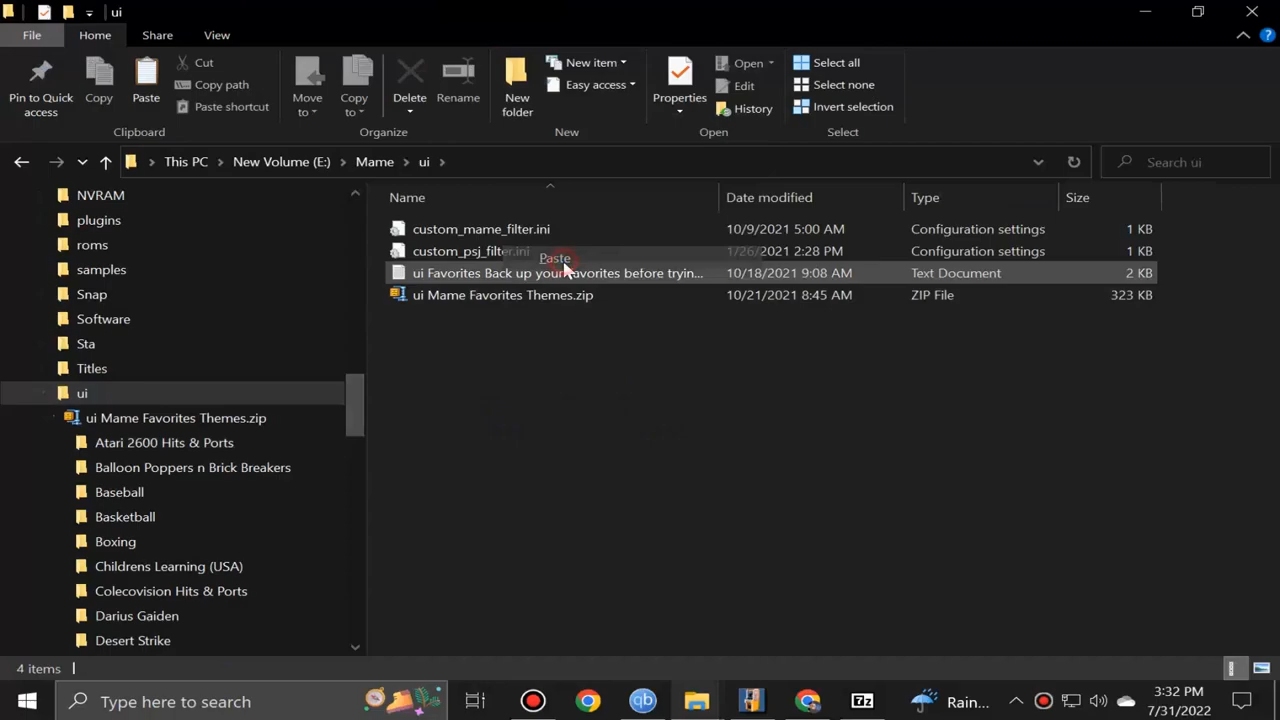 ui
File Home Share View
Pin to Quick access
Copy
Paste
Cut
Copy path
Paste shortcut
Move to
Copy to
Delete
Rename
New folder
New item
Easy access
Properties
Open
Edit
History
Select all
Select none
Invert selection
Clipboard Organize New Open Select
This PC New Volume (E:) Mame ui
Search ui
NVRAM
plugins
roms
samples
Snap
Software
Sta
Titles
ui
ui Mame Favorites Themes.zip
Atari 2600 Hits & Ports
Balloon Poppers n Brick Breakers
Baseball
Basketball
Boxing
Childrens Learning (USA)
Colecovision Hits & Ports
Darius Gaiden
Desert Strike
Name Date modified Type Size
custom_mame_filter.ini 10/9/2021 5:00 AM Configuration settings 1 KB
custom_psj_filter.ini 1/26/2021 2:28 PM Configuration settings 1 KB
Paste
ui Favorites Back up your favorites before tryin... 10/18/2021 9:08 AM Text Document 2 KB
ui Mame Favorites Themes.zip 10/21/2021 8:45 AM ZIP File 323 KB
4 items
Type here to search
qb
7z
Rain...
3:32 PM
7/31/2022